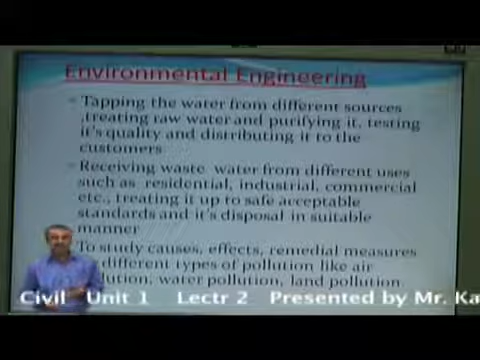 Environmental Engineering
Tapping the water from different sources
,treating raw water and purifying it, testing
it's quality and distributing it to the
customers
Receiving waste water from different uses
such as residential, industrial, commercial
etc., treating it up to safe acceptable
standards and it's disposal in suitable
manner
To study causes, effects, remedial measures
different types of pollution like air
water pollution, land pollution.
Civil Unit 1 Lectr 2 Presented by Mr.